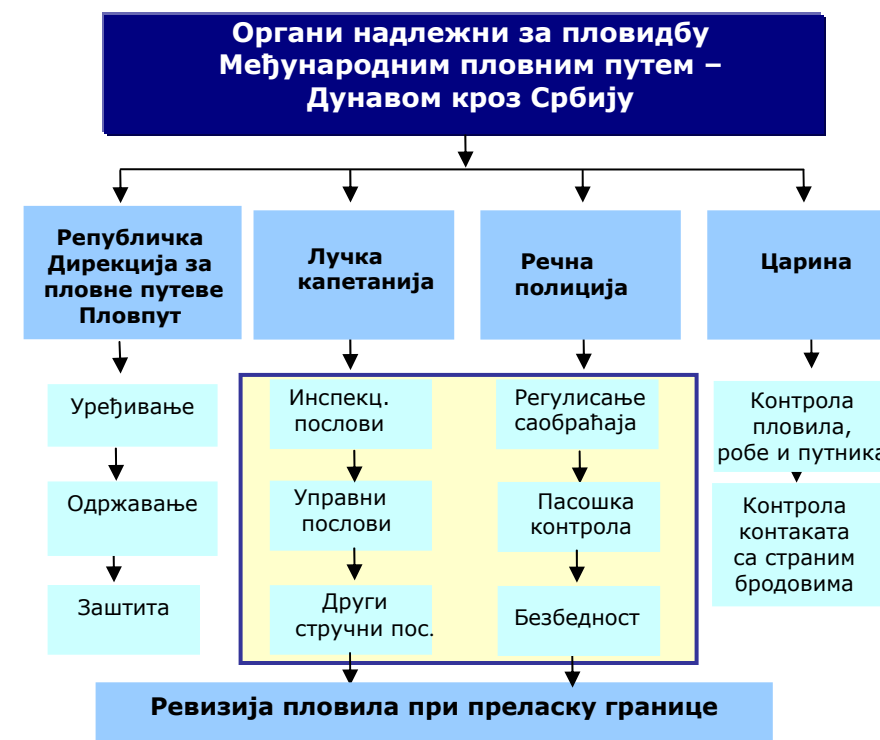 Органи надлежни за пловидбу
Међународним пловним путем –
Дунавом кроз Србију
Републичка
Дирекција за
пловне путеве
Пловпут
Лучка
капетанија
Речна
полиција
Царина
Уређивање
Одржавање
Заштита
Инспекц.
послови
Управни
послови
Други
стручни пос.
Регулисање
саобраћаја
Пасошка
контрола
Безбедност
Контрола
пловила,
робе и путника
Контрола
контаката
са страним
бродовима
Ревизија пловила при преласку границе